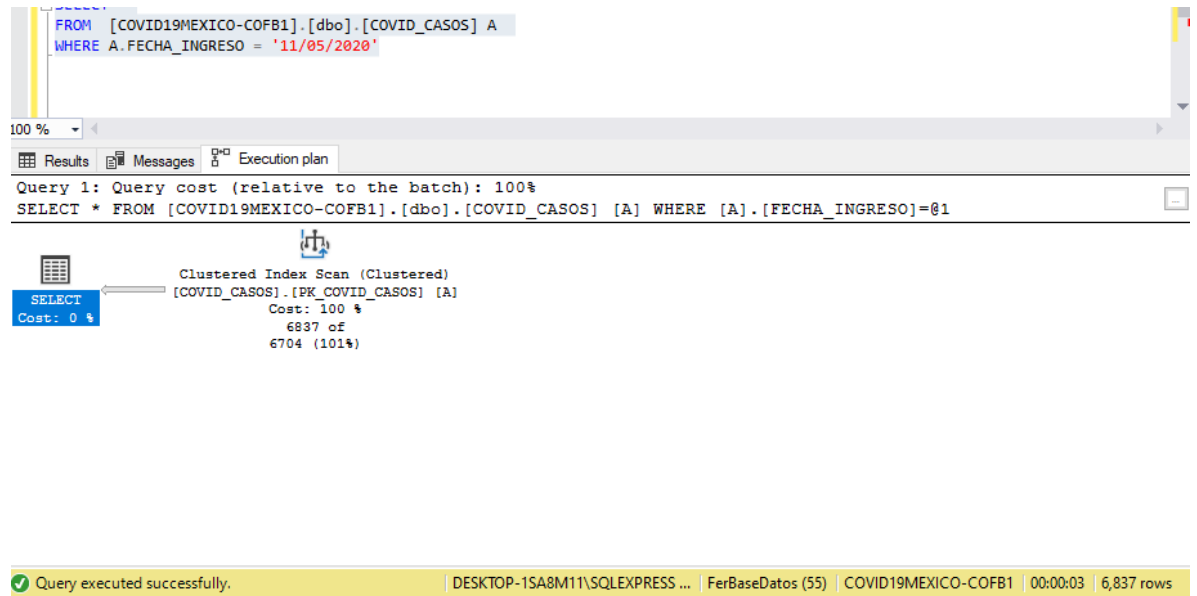 FROM [COVID19MEXICO-COFB1].[dbo].[COVID_CASOS] A
WHERE A.FECHA_INGRESO = '11/05/2020'
100 %
Results Messages Execution plan
Query 1: Query cost (relative to the batch): 100%
SELECT * FROM [COVID19MEXICO-COFB1].[dbo].[COVID_CASOS] [A] WHERE [A].[FECHA_INGRESO]=@1
SELECT
Cost: 0 %
Clustered Index Scan (Clustered)
[COVID_CASOS].[PK_COVID_CASOS] [A]
Cost: 100 %
6837 of
6704 (101%)
Query executed successfully. DESKTOP-1SA8M11\SQLEXPRESS ... FerBaseDatos (55) COVID19MEXICO-COFB1 00:00:03 6,837 rows